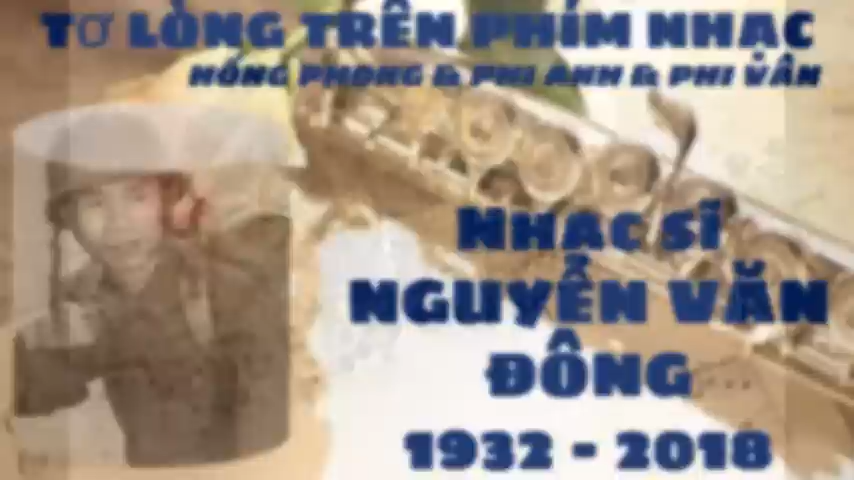 TƠ LÒNG TRÊN PHÍM NHẠC
HỒNG PHONG & PHI ANH & PHI VÂN
NHẠC SĨ
NGUYỄN VĂN
ĐÔNG...
1932 - 2018